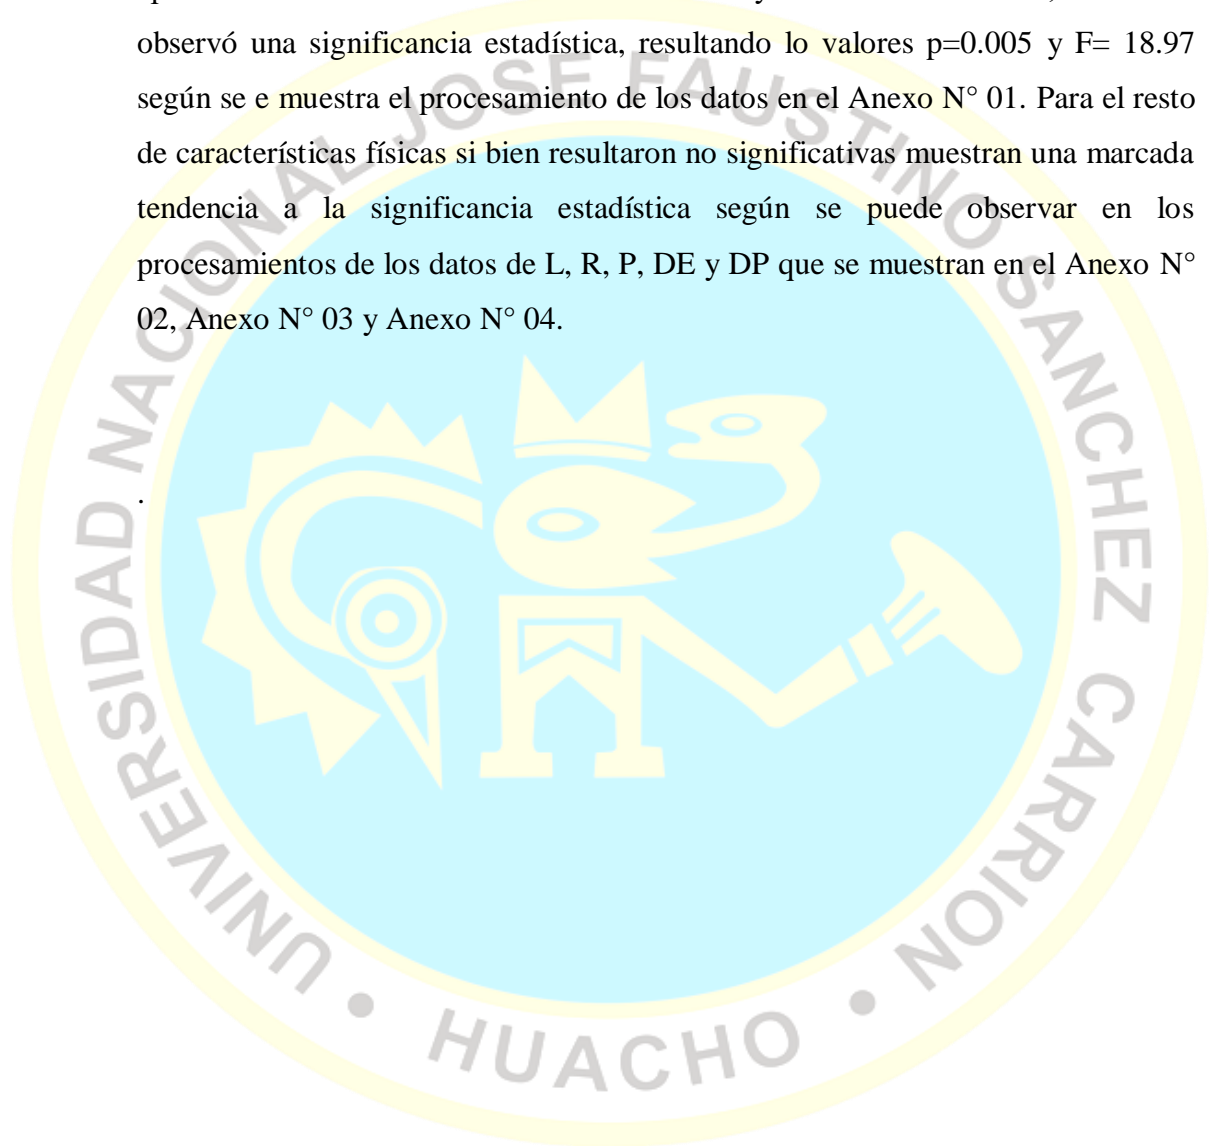 observó una significancia estadística, resultando lo valores p=0.005 y F= 18.97
según se e muestra el procesamiento de los datos en el Anexo N° 01. Para el resto
de características físicas si bien resultaron no significativas muestran una marcada
tendencia a la significancia estadística según se puede observar en los
procesamientos de los datos de L, R, P, DE y DP que se muestran en el Anexo N°
02, Anexo N° 03 y Anexo N° 04.
.
UNIVERSIDAD NACIONAL JOSE FAUSTINO SANCHEZ CARRION
• HUACHO •